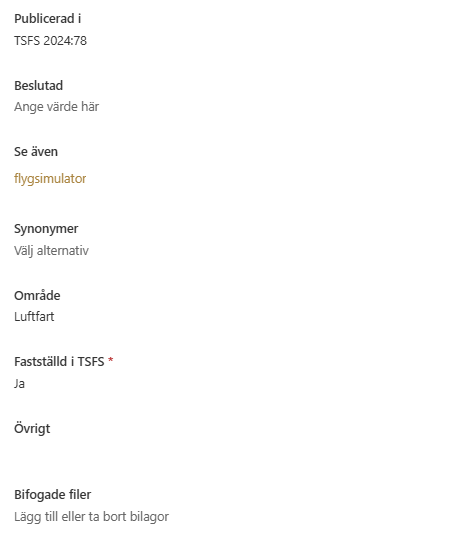 Publicerad i
TSFS 2024:78
Beslutad
Ange värde här
Se även
flygsimulator
Synonymer
Välj alternativ
Område
Luftfart
Fastställd i TSFS *
Ja
Övrigt
Bifogade filer
Lägg till eller ta bort bilagor